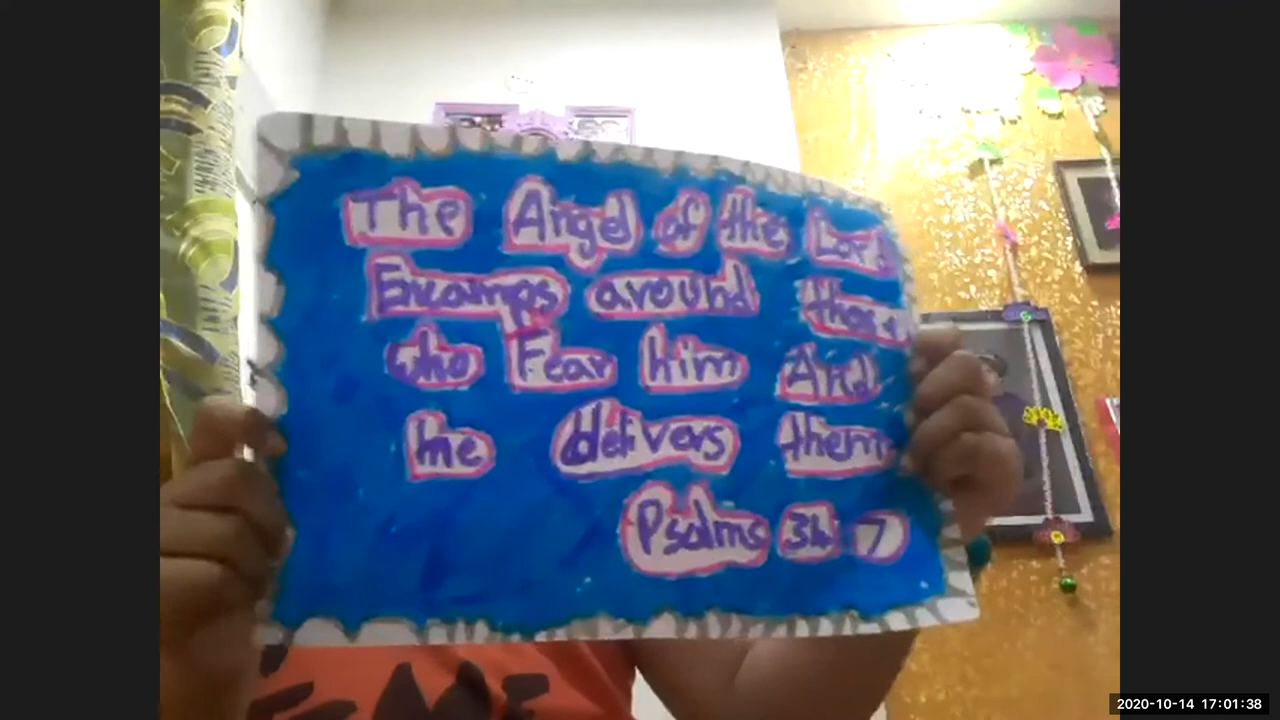 The Angel of the Lord
Encamps around those
who Fear him And
he delivers them
Psalms 34 7
2020-10-14 17:01:38